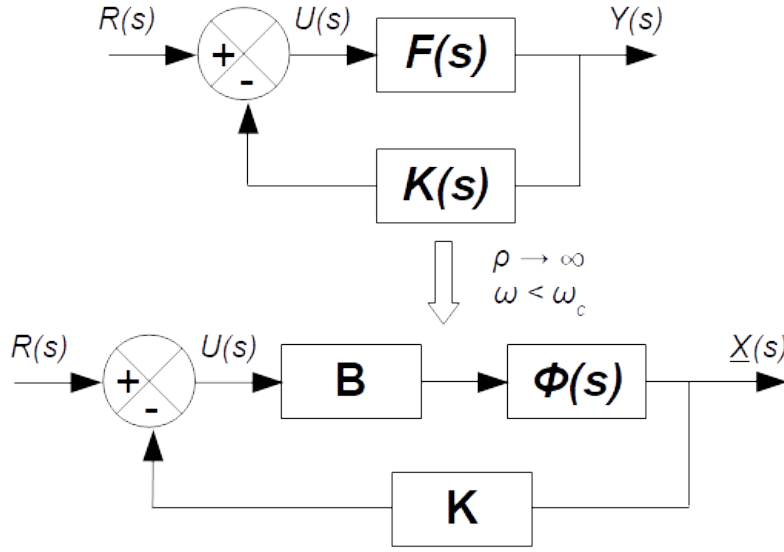 R(s) U(s) Y(s)
+ F(s)
-
K(s)
ρ → ∞
ω < ω_c
R(s) U(s) X(s)
+ B Φ(s)
-
K